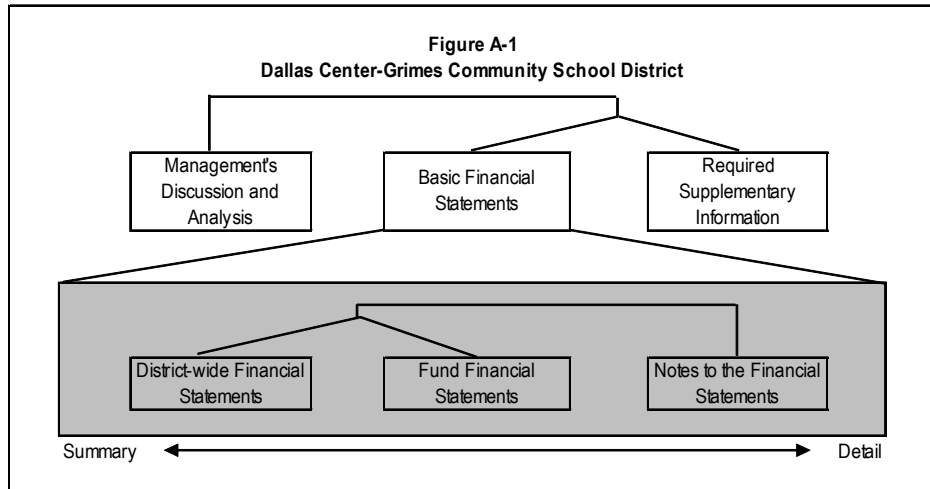 Figure A-1
Dallas Center-Grimes Community School District
Management's
Discussion and
Analysis
Basic Financial
Statements
Required
Supplementary
Information
District-wide Financial
Statements
Fund Financial
Statements
Notes to the Financial
Statements
Summary
Detail